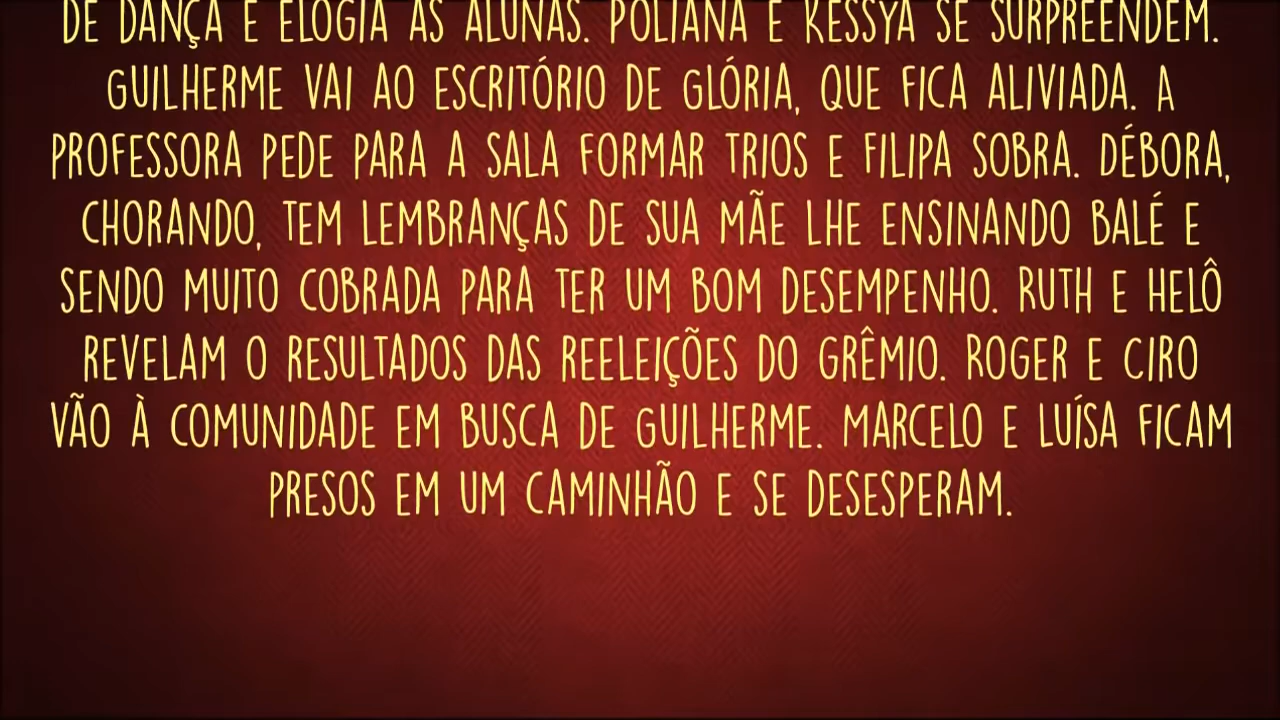 DE DANÇA E ELOGIA AS ALUNAS. POLIANA E KESSYA SE SURPREENDEM.
GUILHERME VAI AO ESCRITÓRIO DE GLÓRIA, QUE FICA ALIVIADA. A
PROFESSORA PEDE PARA A SALA FORMAR TRIOS E FILIPA SOBRA. DÉBORA,
CHORANDO, TEM LEMBRANÇAS DE SUA MÃE LHE ENSINANDO BALÉ E
SENDO MUITO COBRADA PARA TER UM BOM DESEMPENHO. RUTH E HELÔ
REVELAM O RESULTADOS DAS REELEIÇÕES DO GRÊMIO. ROGER E CIRO
VÃO À COMUNIDADE EM BUSCA DE GUILHERME. MARCELO E LUÍSA FICAM
PRESOS EM UM CAMINHÃO E SE DESESPERAM.